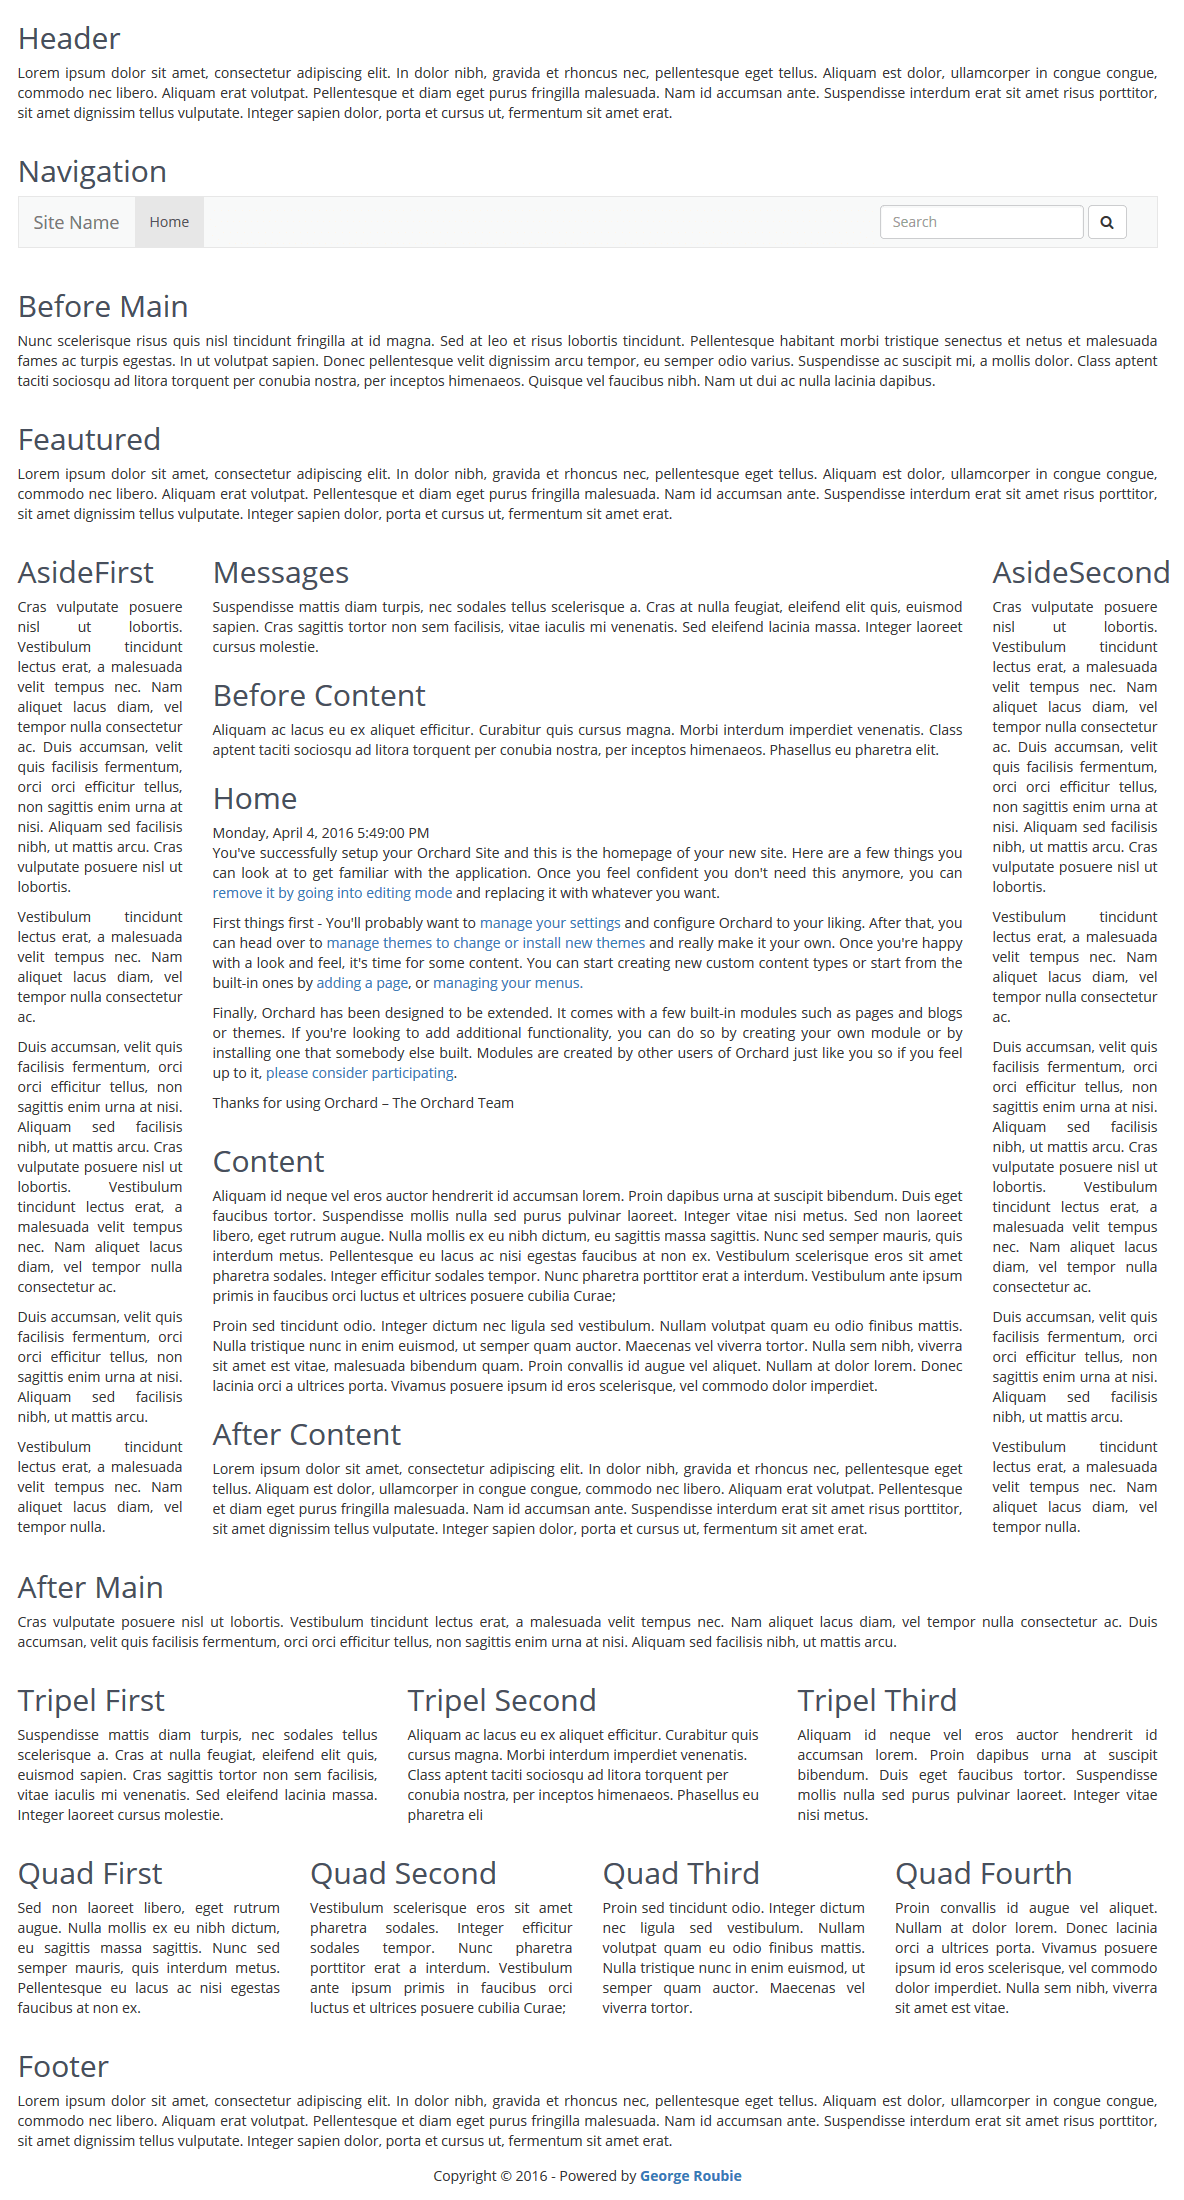 Header
Lorem ipsum dolor sit amet, consectetur adipiscing elit. In dolor nibh, gravida et rhoncus nec, pellentesque eget tellus. Aliquam est dolor, ullamcorper in congue congue,
commodo nec libero. Aliquam erat volutpat. Pellentesque et diam eget purus fringilla malesuada. Nam id accumsan ante. Suspendisse interdum erat sit amet risus porttitor,
sit amet dignissim tellus vulputate. Integer sapien dolor, porta et cursus ut, fermentum sit amet erat.
Navigation
Site Name Home Search
Before Main
Nunc scelerisque risus quis nisl tincidunt fringilla at id magna. Sed at leo et risus lobortis tincidunt. Pellentesque habitant morbi tristique senectus et netus et malesuada
fames ac turpis egestas. In ut volutpat sapien. Donec pellentesque velit dignissim arcu tempor, eu semper odio varius. Suspendisse ac suscipit mi, a mollis dolor. Class aptent
taciti sociosqu ad litora torquent per conubia nostra, per inceptos himenaeos. Quisque vel faucibus nibh. Nam ut dui ac nulla lacinia dapibus.
Feautured
Lorem ipsum dolor sit amet, consectetur adipiscing elit. In dolor nibh, gravida et rhoncus nec, pellentesque eget tellus. Aliquam est dolor, ullamcorper in congue congue,
commodo nec libero. Aliquam erat volutpat. Pellentesque et diam eget purus fringilla malesuada. Nam id accumsan ante. Suspendisse interdum erat sit amet risus porttitor,
sit amet dignissim tellus vulputate. Integer sapien dolor, porta et cursus ut, fermentum sit amet erat.
AsideFirst
Cras vulputate posuere
nisl ut lobortis.
Vestibulum tincidunt
lectus erat, a malesuada
velit tempus nec. Nam
aliquet lacus diam, vel
tempor nulla consectetur
ac. Duis accumsan, velit
quis facilisis fermentum,
orci orci efficitur tellus,
non sagittis enim urna at
nisi. Aliquam sed facilisis
nibh, ut mattis arcu. Cras
vulputate posuere nisl ut
lobortis.
Vestibulum tincidunt
lectus erat, a malesuada
velit tempus nec. Nam
aliquet lacus diam, vel
tempor nulla consectetur
ac.
Duis accumsan, velit quis
facilisis fermentum, orci
orci efficitur tellus, non
sagittis enim urna at nisi.
Aliquam sed facilisis
nibh, ut mattis arcu. Cras
vulputate posuere nisl ut
lobortis. Vestibulum
tincidunt lectus erat, a
malesuada velit tempus
nec. Nam aliquet lacus
diam, vel tempor nulla
consectetur ac.
Duis accumsan, velit quis
facilisis fermentum, orci
orci efficitur tellus, non
sagittis enim urna at nisi.
Aliquam sed facilisis
nibh, ut mattis arcu.
Vestibulum tincidunt
lectus erat, a malesuada
velit tempus nec. Nam
aliquet lacus diam, vel
tempor nulla.
Messages
Suspendisse mattis diam turpis, nec sodales tellus scelerisque a. Cras at nulla feugiat, eleifend elit quis, euismod
sapien. Cras sagittis tortor non sem facilisis, vitae iaculis mi venenatis. Sed eleifend lacinia massa. Integer laoreet
cursus molestie.
Before Content
Aliquam ac lacus eu ex aliquet efficitur. Curabitur quis cursus magna. Morbi interdum imperdiet venenatis. Class
aptent taciti sociosqu ad litora torquent per conubia nostra, per inceptos himenaeos. Phasellus eu pharetra elit.
Home
Monday, April 4, 2016 5:49:00 PM
You've successfully setup your Orchard Site and this is the homepage of your new site. Here are a few things you
can look at to get familiar with the application. Once you feel confident you don't need this anymore, you can
remove it by going into editing mode and replacing it with whatever you want.
First things first - You'll probably want to manage your settings and configure Orchard to your liking. After that, you
can head over to manage themes to change or install new themes and really make it your own. Once you're happy
with a look and feel, it's time for some content. You can start creating new custom content types or start from the
built-in ones by adding a page, or managing your menus.
Finally, Orchard has been designed to be extended. It comes with a few built-in modules such as pages and blogs
or themes. If you're looking to add additional functionality, you can do so by creating your own module or by
installing one that somebody else built. Modules are created by other users of Orchard just like you so if you feel
up to it, please consider participating.
Thanks for using Orchard – The Orchard Team
Content
Aliquam id neque vel eros auctor hendrerit id accumsan lorem. Proin dapibus urna at suscipit bibendum. Duis eget
faucibus tortor. Suspendisse mollis nulla sed purus pulvinar laoreet. Integer vitae nisi metus. Sed non laoreet
libero, eget rutrum augue. Nulla mollis ex eu nibh dictum, eu sagittis massa sagittis. Nunc sed semper mauris, quis
interdum metus. Pellentesque eu lacus ac nisi egestas faucibus at non ex. Vestibulum scelerisque eros sit amet
pharetra sodales. Integer efficitur sodales tempor. Nunc pharetra porttitor erat a interdum. Vestibulum ante ipsum
primis in faucibus orci luctus et ultrices posuere cubilia Curae;
Proin sed tincidunt odio. Integer dictum nec ligula sed vestibulum. Nullam volutpat quam eu odio finibus mattis.
Nulla tristique nunc in enim euismod, ut semper quam auctor. Maecenas vel viverra tortor. Nulla sem nibh, viverra
sit amet est vitae, malesuada bibendum quam. Proin convallis id augue vel aliquet. Nullam at dolor lorem. Donec
lacinia orci a ultrices porta. Vivamus posuere ipsum id eros scelerisque, vel commodo dolor imperdiet.
After Content
Lorem ipsum dolor sit amet, consectetur adipiscing elit. In dolor nibh, gravida et rhoncus nec, pellentesque eget
tellus. Aliquam est dolor, ullamcorper in congue congue, commodo nec libero. Aliquam erat volutpat. Pellentesque
et diam eget purus fringilla malesuada. Nam id accumsan ante. Suspendisse interdum erat sit amet risus porttitor,
sit amet dignissim tellus vulputate. Integer sapien dolor, porta et cursus ut, fermentum sit amet erat.
AsideSecond
Cras vulputate posuere
nisl ut lobortis.
Vestibulum tincidunt
lectus erat, a malesuada
velit tempus nec. Nam
aliquet lacus diam, vel
tempor nulla consectetur
ac. Duis accumsan, velit
quis facilisis fermentum,
orci orci efficitur tellus,
non sagittis enim urna at
nisi. Aliquam sed facilisis
nibh, ut mattis arcu. Cras
vulputate posuere nisl ut
lobortis.
Vestibulum tincidunt
lectus erat, a malesuada
velit tempus nec. Nam
aliquet lacus diam, vel
tempor nulla consectetur
ac.
Duis accumsan, velit quis
facilisis fermentum, orci
orci efficitur tellus, non
sagittis enim urna at nisi.
Aliquam sed facilisis
nibh, ut mattis arcu. Cras
vulputate posuere nisl ut
lobortis. Vestibulum
tincidunt lectus erat, a
malesuada velit tempus
nec. Nam aliquet lacus
diam, vel tempor nulla
consectetur ac.
Duis accumsan, velit quis
facilisis fermentum, orci
orci efficitur tellus, non
sagittis enim urna at nisi.
Aliquam sed facilisis
nibh, ut mattis arcu.
Vestibulum tincidunt
lectus erat, a malesuada
velit tempus nec. Nam
aliquet lacus diam, vel
tempor nulla.
After Main
Cras vulputate posuere nisl ut lobortis. Vestibulum tincidunt lectus erat, a malesuada velit tempus nec. Nam aliquet lacus diam, vel tempor nulla consectetur ac. Duis
accumsan, velit quis facilisis fermentum, orci orci efficitur tellus, non sagittis enim urna at nisi. Aliquam sed facilisis nibh, ut mattis arcu.
Tripel First
Suspendisse mattis diam turpis, nec sodales tellus
scelerisque a. Cras at nulla feugiat, eleifend elit quis,
euismod sapien. Cras sagittis tortor non sem facilisis,
vitae iaculis mi venenatis. Sed eleifend lacinia massa.
Integer laoreet cursus molestie.
Tripel Second
Aliquam ac lacus eu ex aliquet efficitur. Curabitur quis
cursus magna. Morbi interdum imperdiet venenatis.
Class aptent taciti sociosqu ad litora torquent per
conubia nostra, per inceptos himenaeos. Phasellus eu
pharetra eli
Tripel Third
Aliquam id neque vel eros auctor hendrerit id
accumsan lorem. Proin dapibus urna at suscipit
bibendum. Duis eget faucibus tortor. Suspendisse
mollis nulla sed purus pulvinar laoreet. Integer vitae
nisi metus.
Quad First
Sed non laoreet libero, eget rutrum
augue. Nulla mollis ex eu nibh dictum,
eu sagittis massa sagittis. Nunc sed
semper mauris, quis interdum metus.
Pellentesque eu lacus ac nisi egestas
faucibus at non ex.
Quad Second
Vestibulum scelerisque eros sit amet
pharetra sodales. Integer efficitur
sodales tempor. Nunc pharetra
porttitor erat a interdum. Vestibulum
ante ipsum primis in faucibus orci
luctus et ultrices posuere cubilia Curae;
Quad Third
Proin sed tincidunt odio. Integer dictum
nec ligula sed vestibulum. Nullam
volutpat quam eu odio finibus mattis.
Nulla tristique nunc in enim euismod, ut
semper quam auctor. Maecenas vel
viverra tortor.
Quad Fourth
Proin convallis id augue vel aliquet.
Nullam at dolor lorem. Donec lacinia
orci a ultrices porta. Vivamus posuere
ipsum id eros scelerisque, vel commodo
dolor imperdiet. Nulla sem nibh, viverra
sit amet est vitae.
Footer
Lorem ipsum dolor sit amet, consectetur adipiscing elit. In dolor nibh, gravida et rhoncus nec, pellentesque eget tellus. Aliquam est dolor, ullamcorper in congue congue,
commodo nec libero. Aliquam erat volutpat. Pellentesque et diam eget purus fringilla malesuada. Nam id accumsan ante. Suspendisse interdum erat sit amet risus porttitor,
sit amet dignissim tellus vulputate. Integer sapien dolor, porta et cursus ut, fermentum sit amet erat.
Copyright © 2016 - Powered by George Roubie